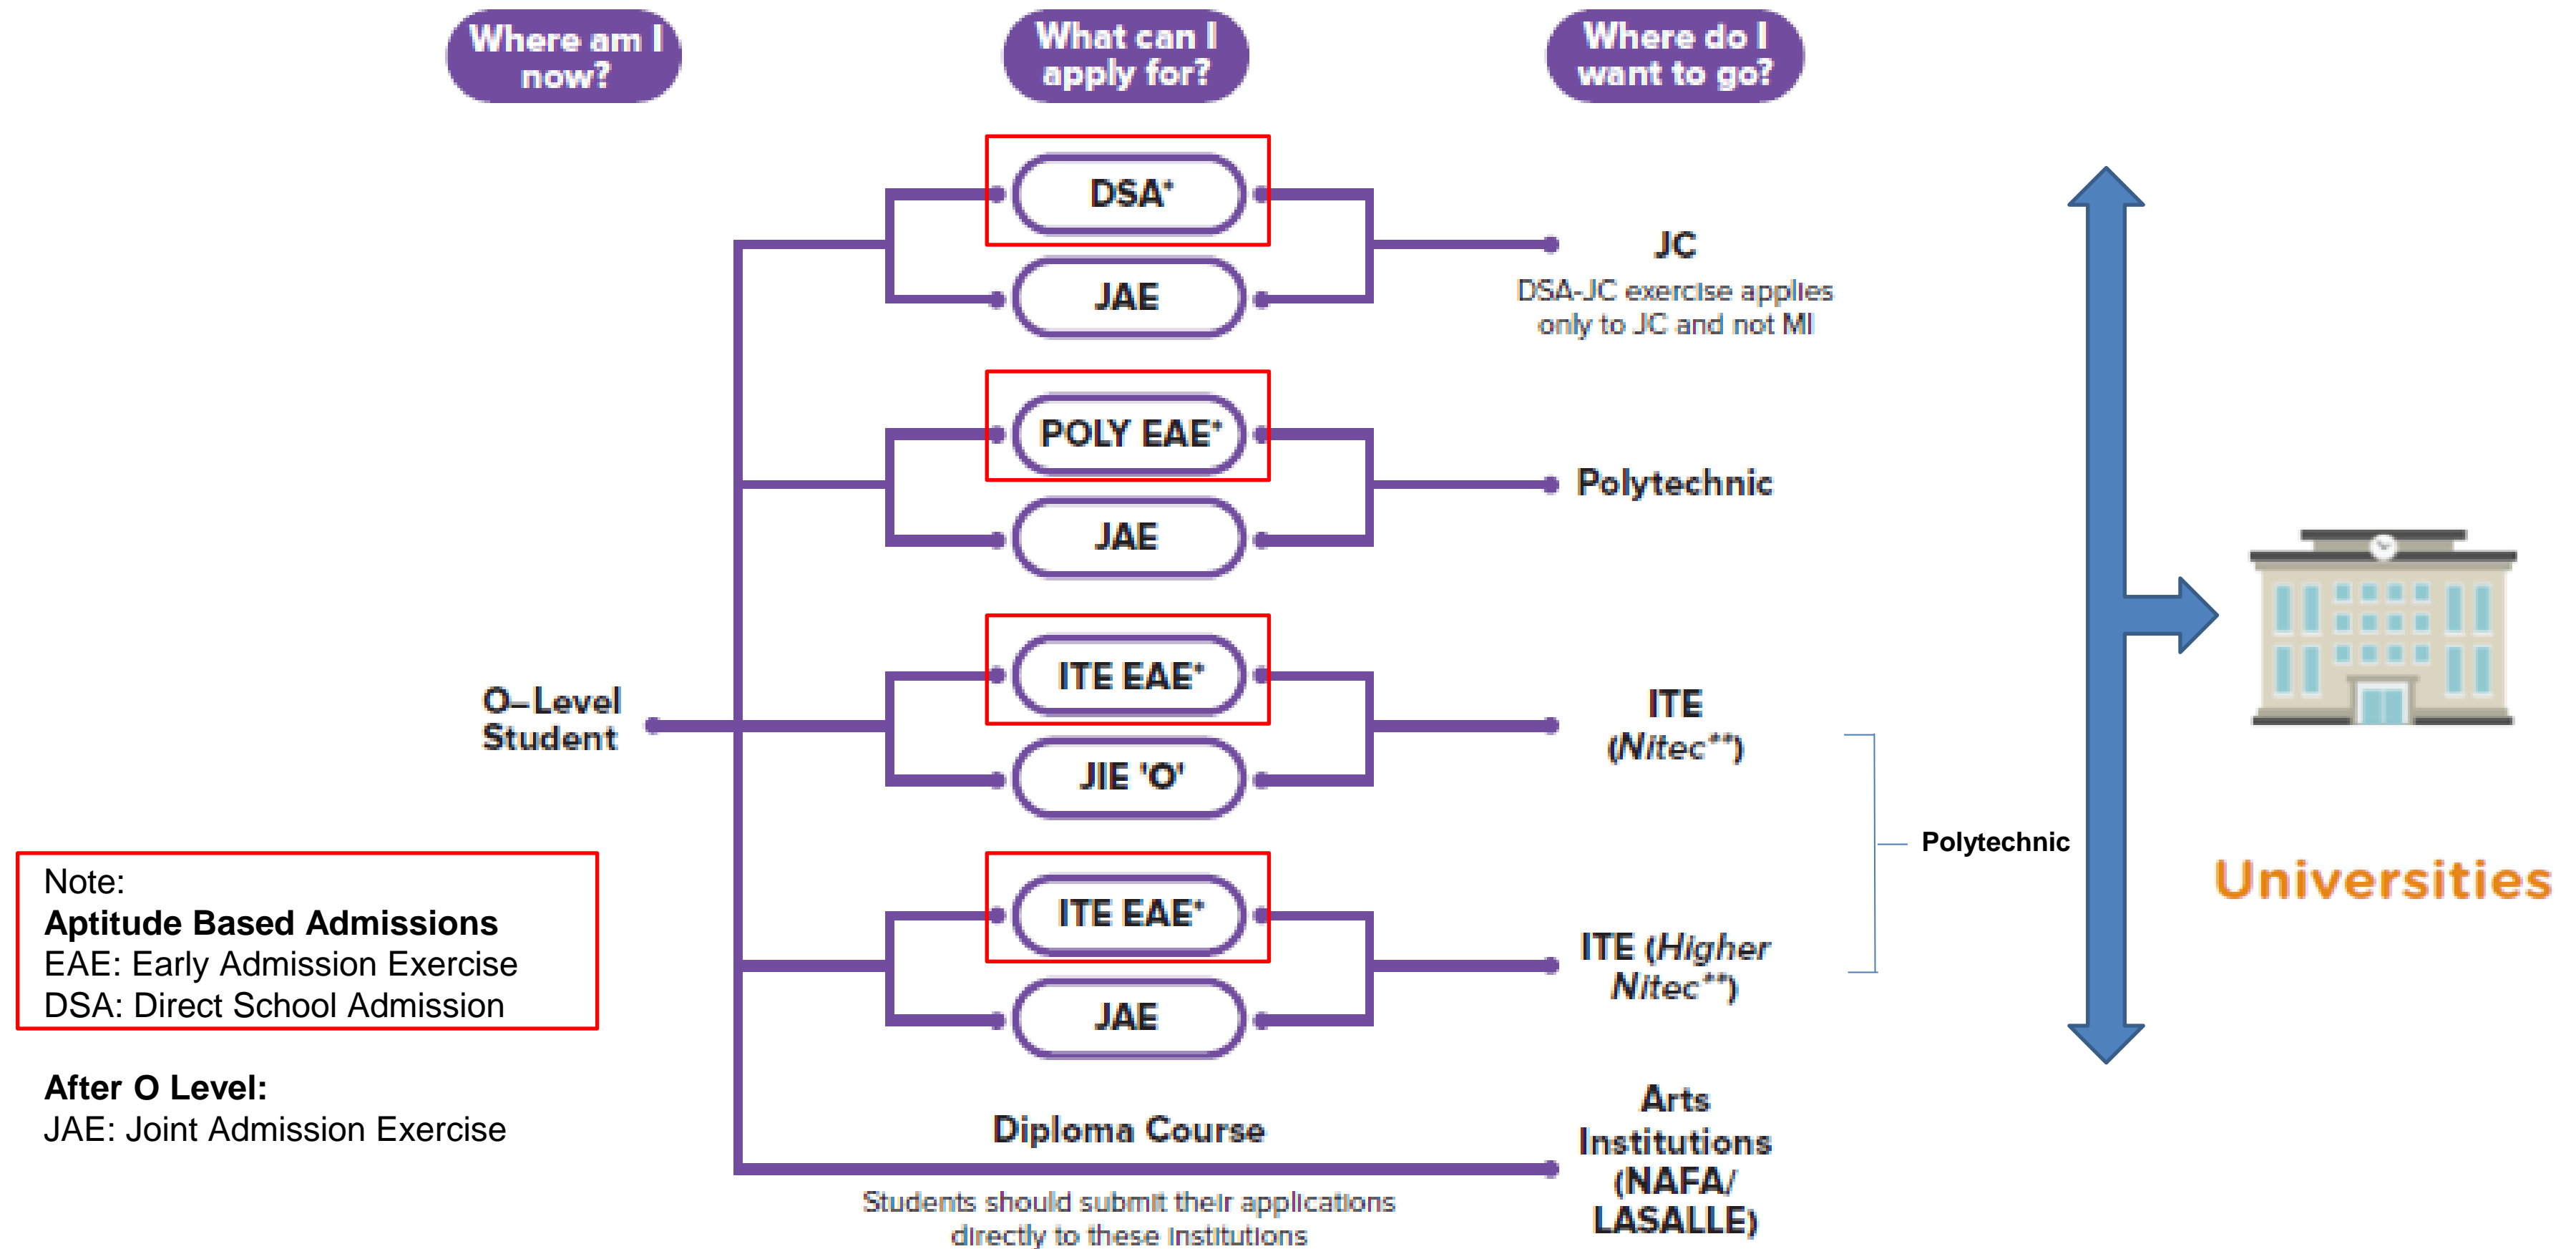 Where am I
now?
What can I
apply for?
Where do I
want to go?
DSA*
JAE
JC
DSA-JC exercise applies
only to JC and not MI
POLY EAE*
JAE
Polytechnic
O–Level
Student
ITE EAE*
JIE 'O'
ITE
(Nitec**)
Polytechnic
ITE EAE*
JAE
ITE (Higher
Nitec**)
Universities
Note:
Aptitude Based Admissions
EAE: Early Admission Exercise
DSA: Direct School Admission
After O Level:
JAE: Joint Admission Exercise
Diploma Course
Students should submit their applications
directly to these institutions
Arts
Institutions
(NAFA/
LASALLE)